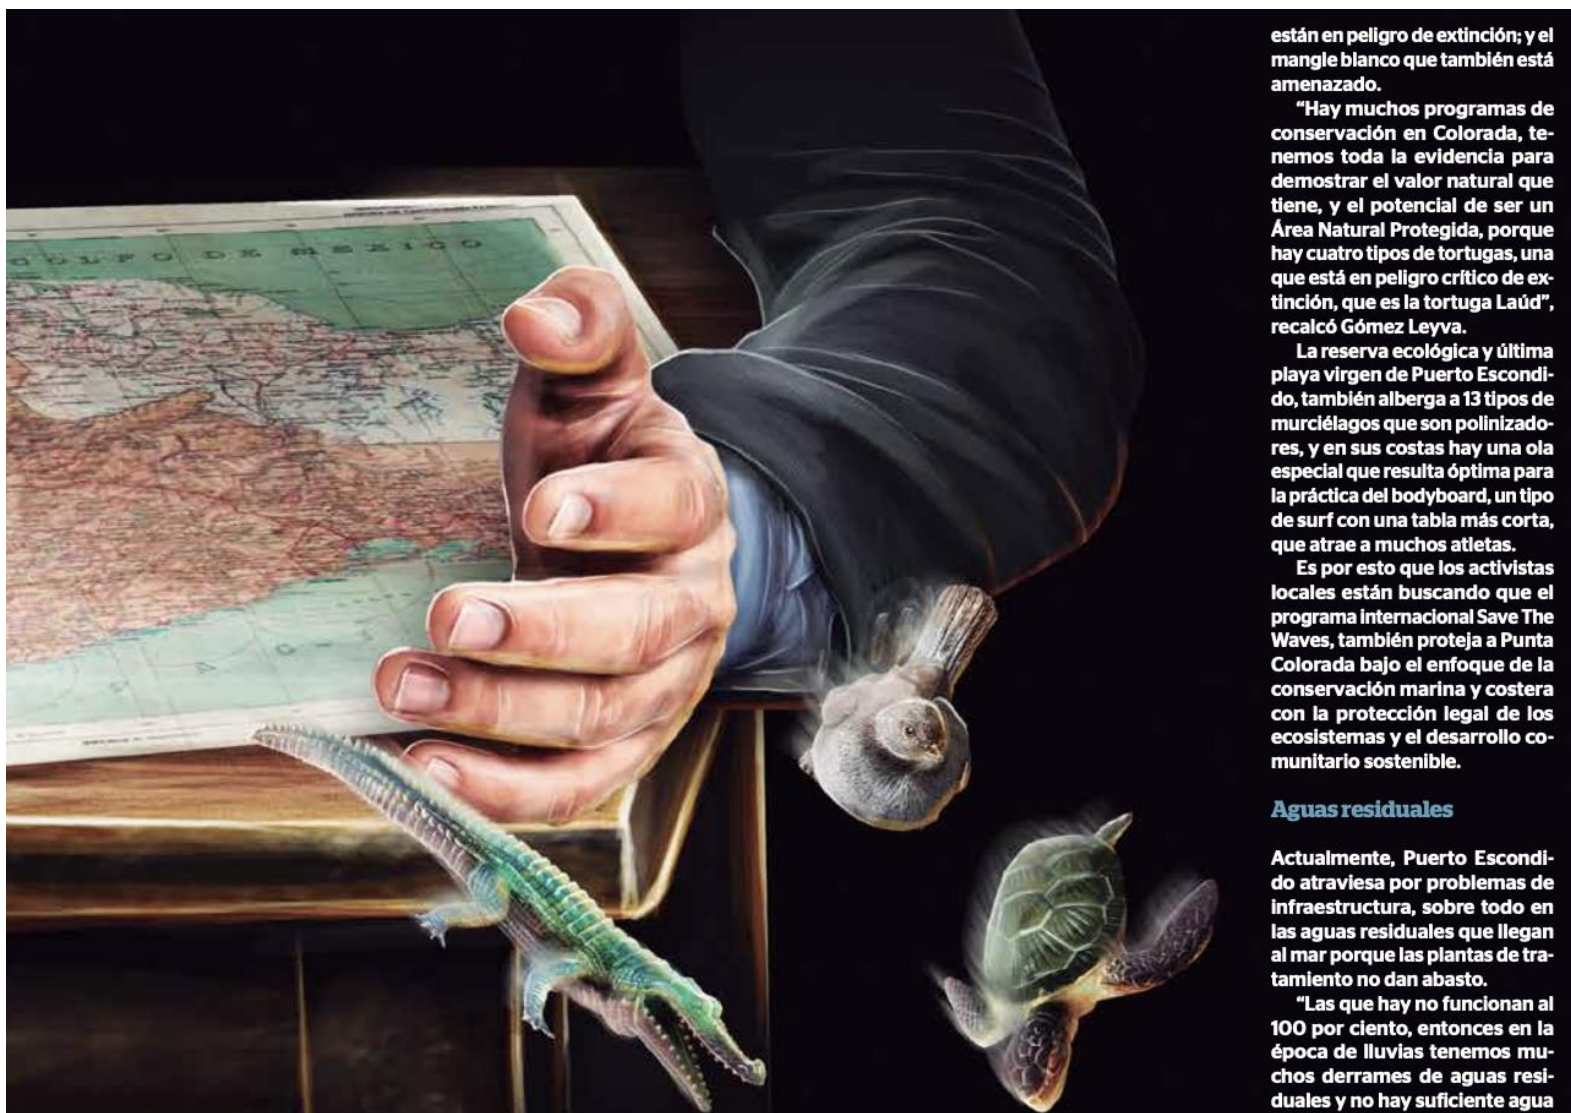 GOLFO DE MEXICO
están en peligro de extinción; y el
mangle blanco que también está
amenazado.
“Hay muchos programas de
conservación en Colorada, te-
nemos toda la evidencia para
demostrar el valor natural que
tiene, y el potencial de ser un
Área Natural Protegida, porque
hay cuatro tipos de tortugas, una
que está en peligro crítico de ex-
tinción, que es la tortuga Laúd”,
recalcó Gómez Leyva.
La reserva ecológica y última
playa virgen de Puerto Escondi-
do, también alberga a 13 tipos de
murciélagos que son polinizado-
res, y en sus costas hay una ola
especial que resulta óptima para
la práctica del bodyboard, un tipo
de surf con una tabla más corta,
que atrae a muchos atletas.
Es por esto que los activistas
locales están buscando que el
programa internacional Save The
Waves, también proteja a Punta
Colorada bajo el enfoque de la
conservación marina y costera
con la protección legal de los
ecosistemas y el desarrollo co-
munitario sostenible.
Aguas residuales
Actualmente, Puerto Escondi-
do atraviesa por problemas de
infraestructura, sobre todo en
las aguas residuales que llegan
al mar porque las plantas de tra-
tamiento no dan abasto.
“Las que hay no funcionan al
100 por ciento, entonces en la
época de lluvias tenemos mu-
chos derrames de aguas resi-
duales y no hay suficiente agua